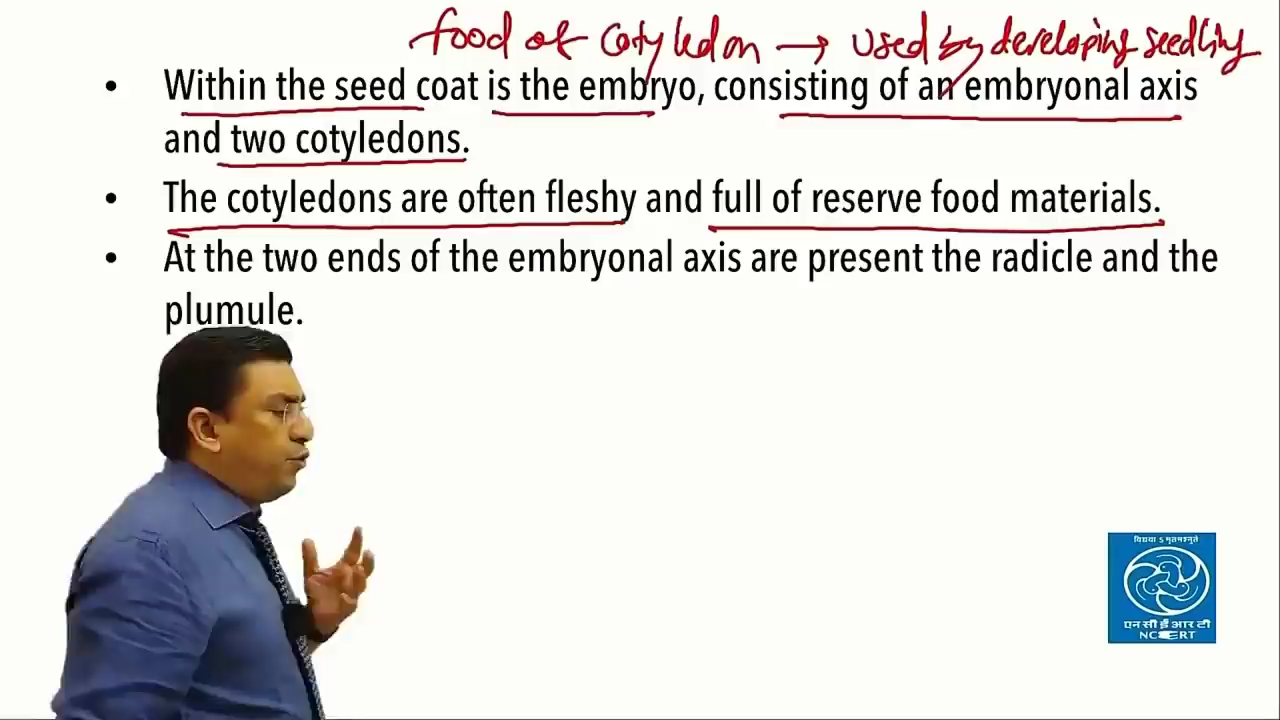 food of cotyledon → used by developing seedling
• Within the seed coat is the embryo, consisting of an embryonal axis
and two cotyledons.
• The cotyledons are often fleshy and full of reserve food materials.
• At the two ends of the embryonal axis are present the radicle and the
plumule.
विद्यया ऽ मृतमश्नुते
एन सी ई आर टी
NCERT